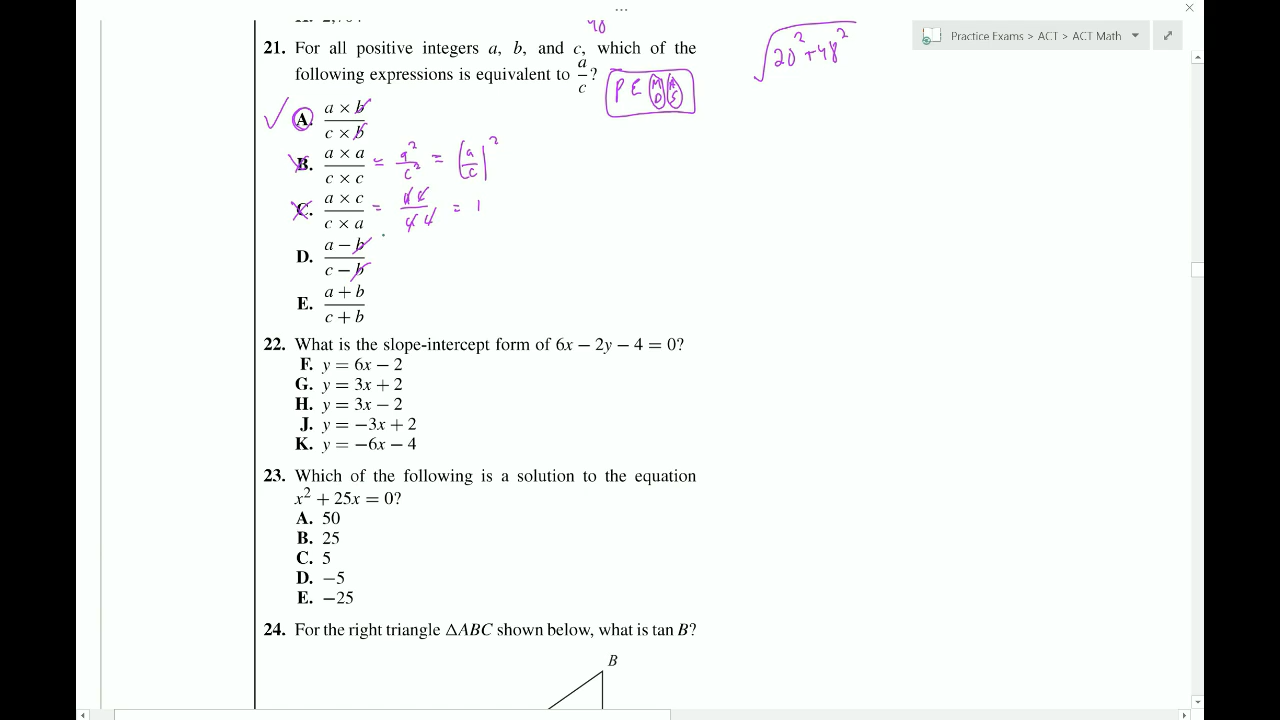 48
21. For all positive integers a, b, and c, which of the
following expressions is equivalent to a/c?
P E M D A S
√20² + 48²
Practice Exams > ACT > ACT Math
A. a × b / c × b
B. a × a / c × c = a²/c² = (a/c)²
C. a × c / c × a = = 1
D. a − b / c − b
E. a + b / c + b
22. What is the slope-intercept form of 6x − 2y − 4 = 0?
F. y = 6x − 2
G. y = 3x + 2
H. y = 3x − 2
J. y = −3x + 2
K. y = −6x − 4
23. Which of the following is a solution to the equation
x² + 25x = 0?
A. 50
B. 25
C. 5
D. −5
E. −25
24. For the right triangle △ABC shown below, what is tan B?
B